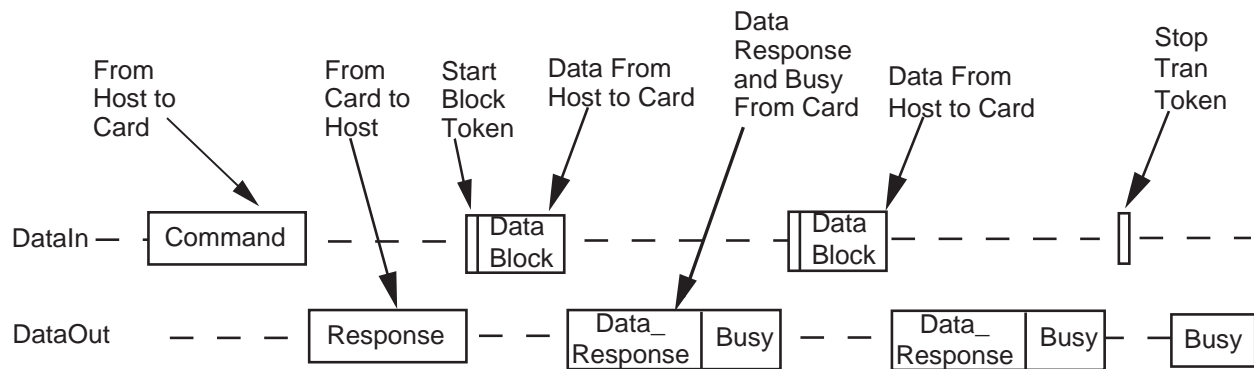 From
Host to
Card
From
Card to
Host
Start
Block
Token
Data From
Host to Card
Data
Response
and Busy
From Card
Data From
Host to Card
Stop
Tran
Token
DataIn
Command
Data
Block
Data
Block
DataOut
Response
Data_
Response
Busy
Data_
Response
Busy
Busy